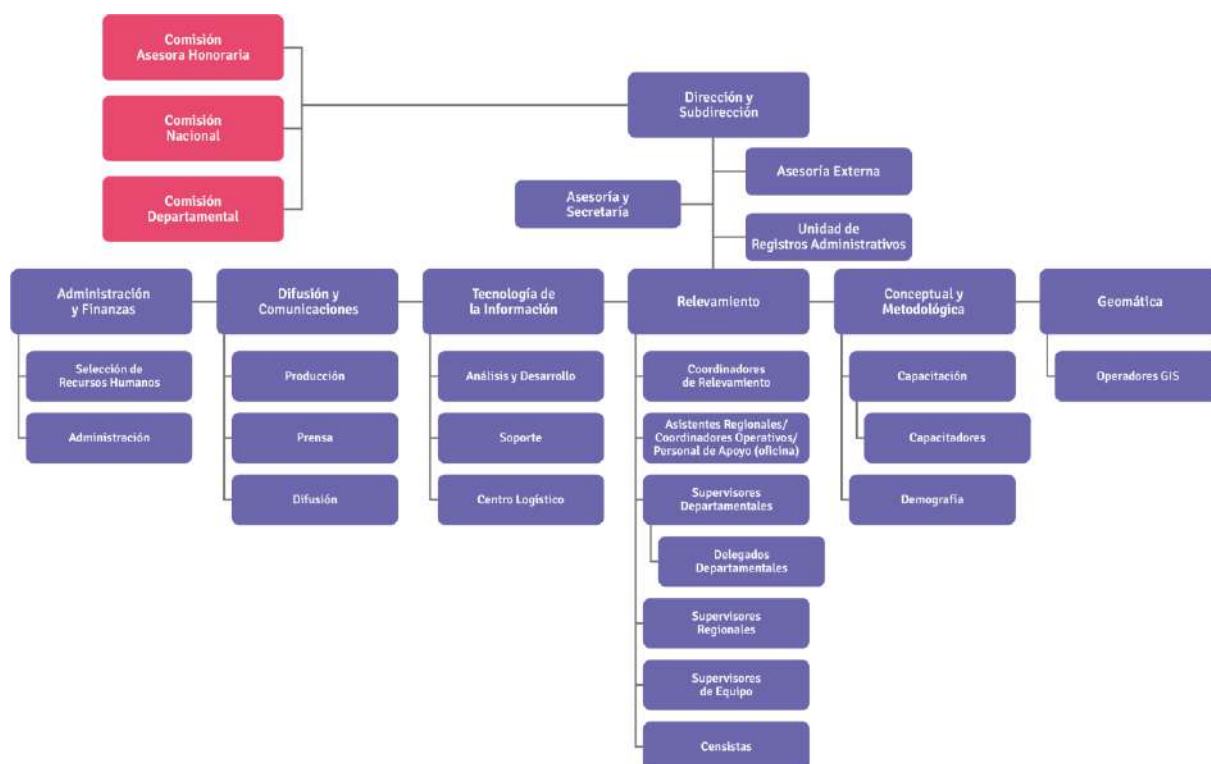 Comisión
Asesora Honoraria
Comisión
Nacional
Comisión
Departamental
Dirección y
Subdirección
Asesoría Externa
Asesoría y
Secretaría
Unidad de
Registros Administrativos
Administración
y Finanzas
Difusión y
Comunicaciones
Tecnología de
la Información
Relevamiento
Conceptual y
Metodológica
Geomática
Selección de
Recursos Humanos
Administración
Producción
Prensa
Difusión
Análisis y Desarrollo
Soporte
Centro Logístico
Coordinadores
de Relevamiento
Asistentes Regionales/
Coordinadores Operativos/
Personal de Apoyo (oficina)
Supervisores
Departamentales
Delegados
Departamentales
Supervisores
Regionales
Supervisores
de Equipo
Censistas
Capacitación
Capacitadores
Demografía
Operadores GIS